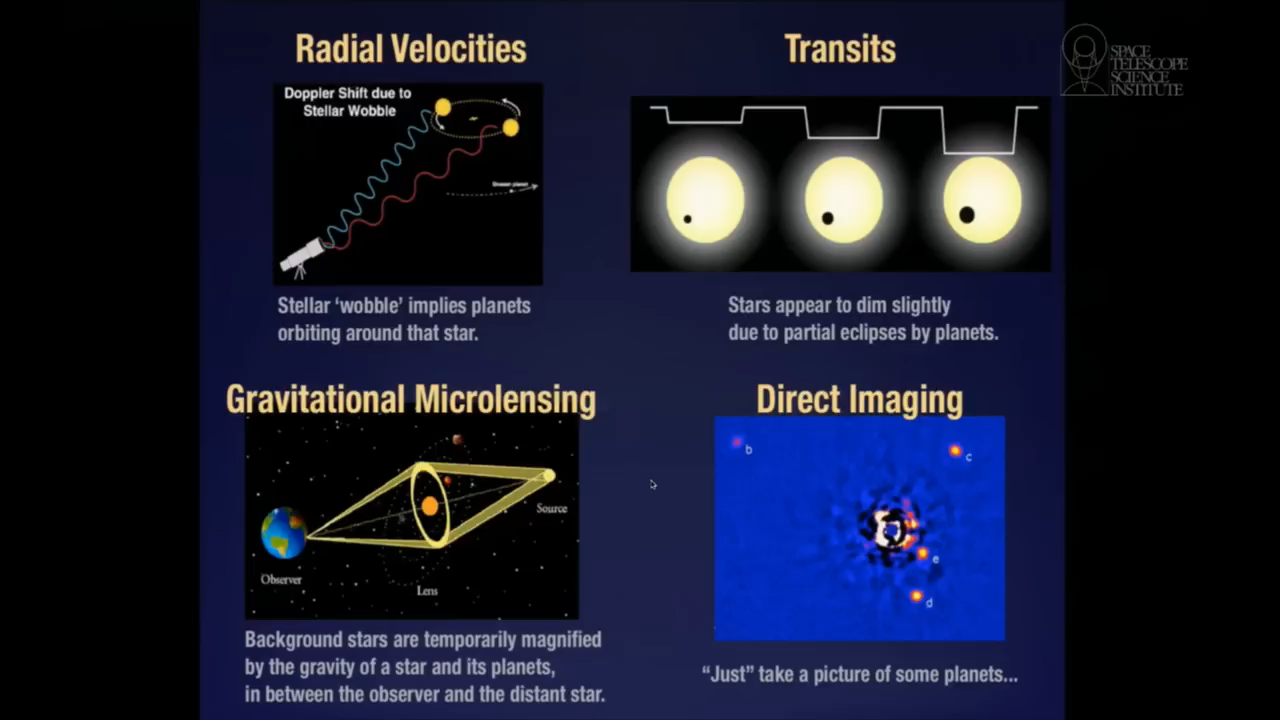 Radial Velocities
Doppler Shift due to
Stellar Wobble
Stellar ‘wobble’ implies planets
orbiting around that star.
Transits
SPACE
TELESCOPE
SCIENCE
INSTITUTE
Stars appear to dim slightly
due to partial eclipses by planets.
Gravitational Microlensing
Source
Observer
Lens
Background stars are temporarily magnified
by the gravity of a star and its planets,
in between the observer and the distant star.
Direct Imaging
b
c
e
d
“Just” take a picture of some planets...